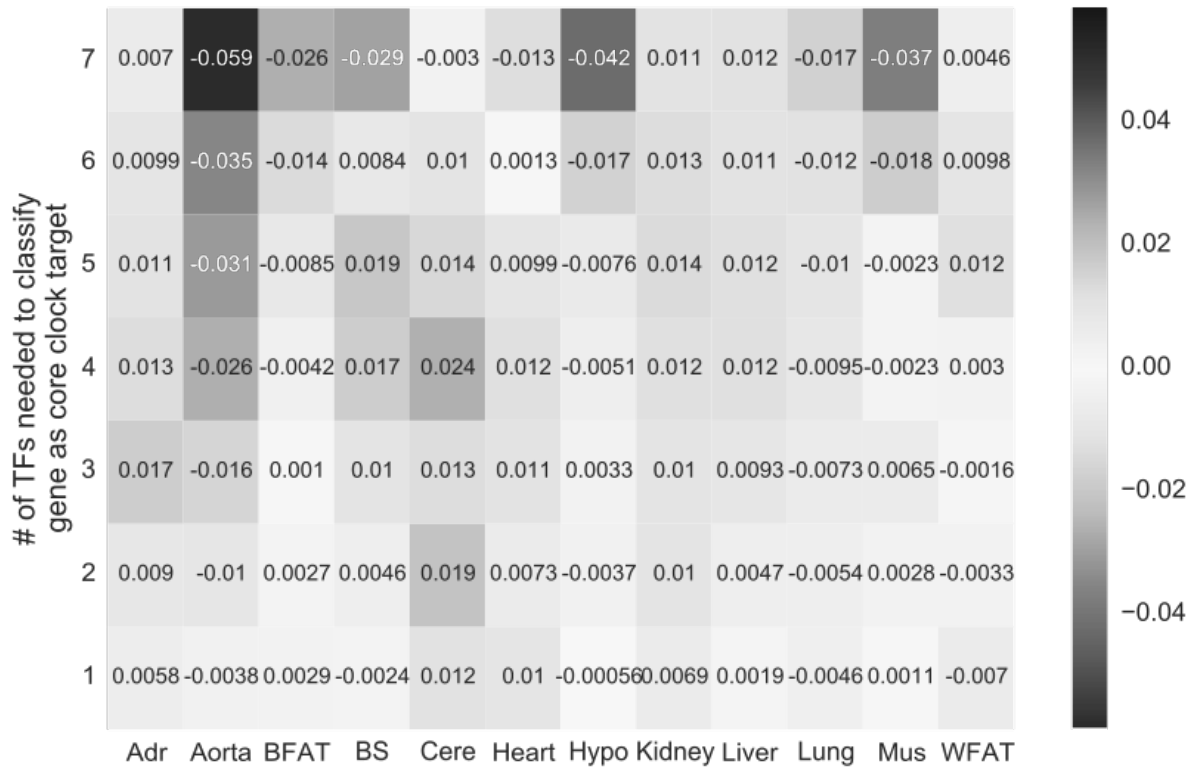 7 0.007 -0.059 -0.026 -0.029 -0.003 -0.013 -0.042 0.011 0.012 -0.017 -0.037 0.0046
6 0.0099 -0.035 -0.014 0.0084 0.01 0.0013 -0.017 0.013 0.011 -0.012 -0.018 0.0098
5 0.011 -0.031 -0.0085 0.019 0.014 0.0099 -0.0076 0.014 0.012 -0.01 -0.0023 0.012
4 0.013 -0.026 -0.0042 0.017 0.024 0.012 -0.0051 0.012 0.012 -0.0095 -0.0023 0.003
3 0.017 -0.016 0.001 0.01 0.013 0.011 0.0033 0.01 0.0093 -0.0073 0.0065 -0.0016
2 0.009 -0.01 0.0027 0.0046 0.019 0.0073 -0.0037 0.01 0.0047 -0.0054 0.0028 -0.0033
1 0.0058 -0.0038 0.0029 -0.0024 0.012 0.01 -0.00056 0.0069 0.0019 -0.0046 0.0011 -0.007
Adr Aorta BFAT BS Cere Heart Hypo Kidney Liver Lung Mus WFAT
# of TFs needed to classify
gene as core clock target
0.04
0.02
0.00
−0.02
−0.04